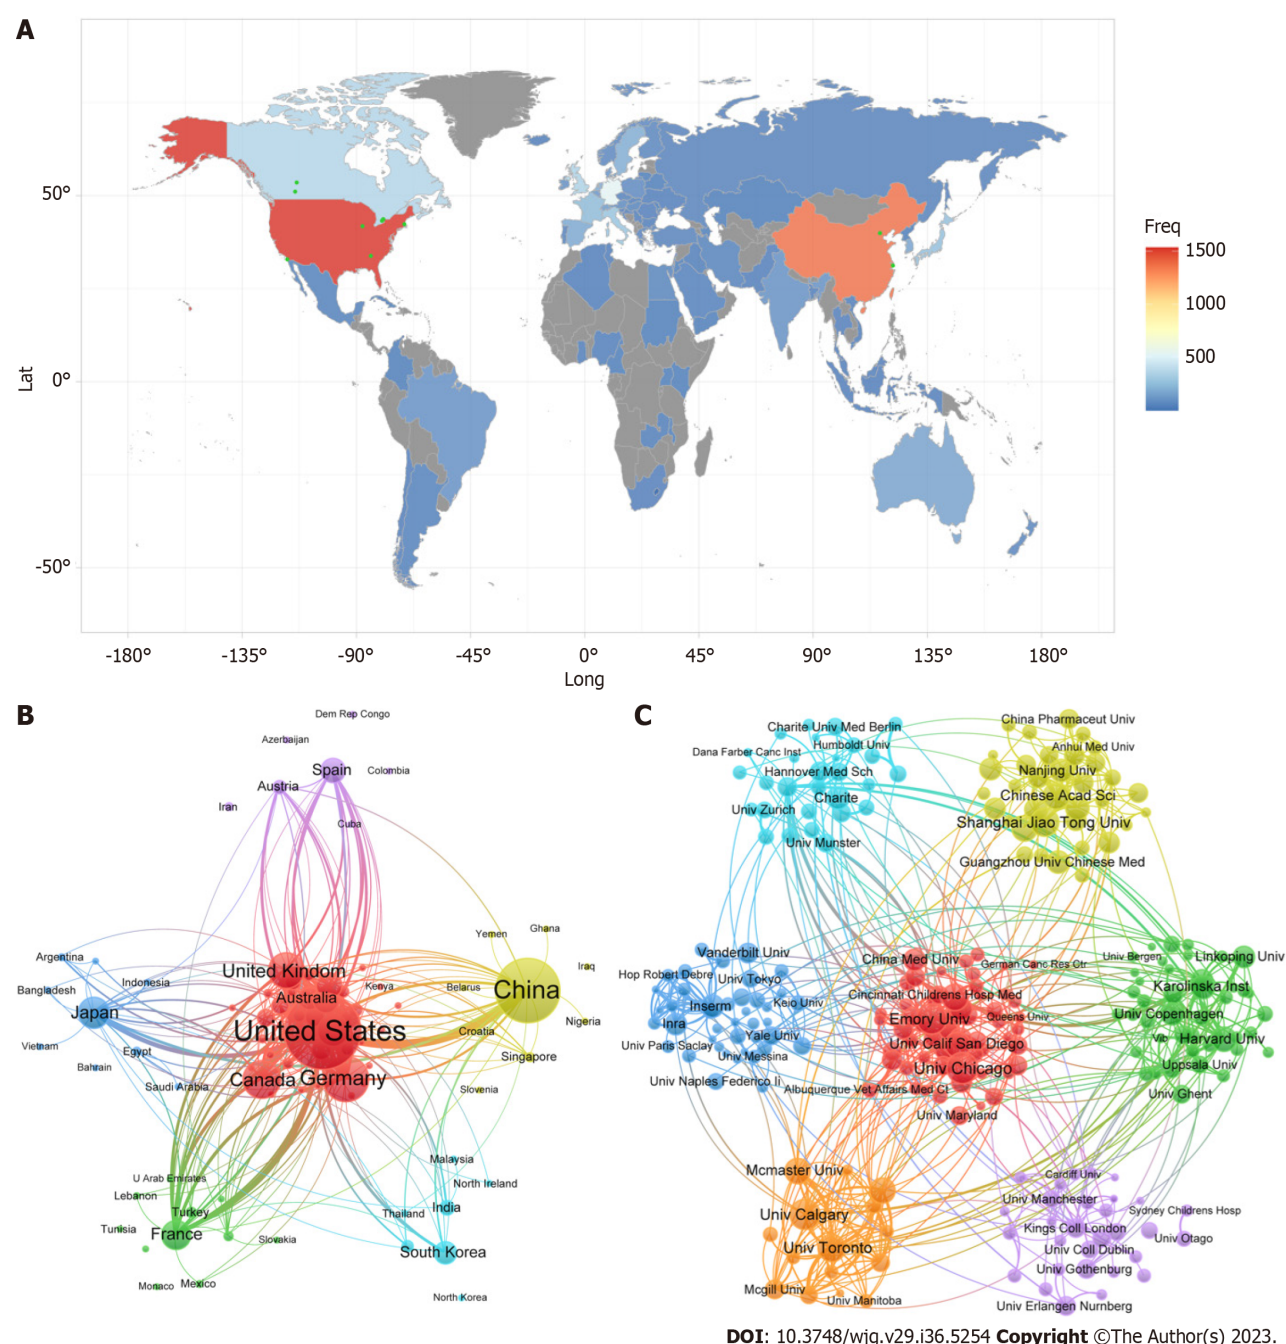 A
50°
0°
-50°
Lat
-180°
-135°
-90°
-45°
0°
45°
90°
135°
180°
Long
Freq
1500
1000
500
B
Dem Rep Congo
Azerbaijan
Spain
Colombia
Austria
Iran
Cuba
Ghana
Yemen
Argentina
United Kindom
Iraq
Indonesia
Kenya
Belarus
China
Bangladesh
Australia
Japan
Nigeria
United States
Croatia
Vietnam
Egypt
Singapore
Bahrain
Canada
Germany
Saudi Arabia
Slovenia
Malaysia
U Arab Emirates
North Ireland
Lebanon
India
Turkey
Thailand
Tunisia
France
Slovakia
South Korea
Monaco
Mexico
North Korea
C
Charite Univ Med Berlin
China Pharmaceut Univ
Humboldt Univ
Anhui Med Univ
Dana Farber Canc Inst
Hannover Med Sch
Nanjing Univ
Charite
Chinese Acad Sci
Univ Zurich
Shanghai Jiao Tong Univ
Univ Munster
Guangzhou Univ Chinese Med
Vanderbilt Univ
China Med Univ
German Canc Res Ctr
Univ Bergen
Linkoping Univ
Hop Robert Debre
Univ Tokyo
Karolinska Inst
Inserm
Keio Univ
Cincinnati Childrens Hosp Med
Inra
Emory Univ
Queens Univ
Univ Copenhagen
Yale Univ
Univ Paris Saclay
Univ Calif San Diego
Vib
Harvard Univ
Univ Messina
Univ Chicago
Uppsala Univ
Univ Naples Federico Ii
Albuquerque Vet Affairs Med Ct
Univ Ghent
Univ Maryland
Mcmaster Univ
Cardiff Univ
Univ Manchester
Univ Calgary
Sydney Childrens Hosp
Kings Coll London
Univ Otago
Univ Toronto
Univ Coll Dublin
Univ Gothenburg
Mcgill Univ
Univ Manitoba
Univ Erlangen Nurnberg
DOI: 10.3748/wjg.v29.i36.5254 Copyright ©The Author(s) 2023.